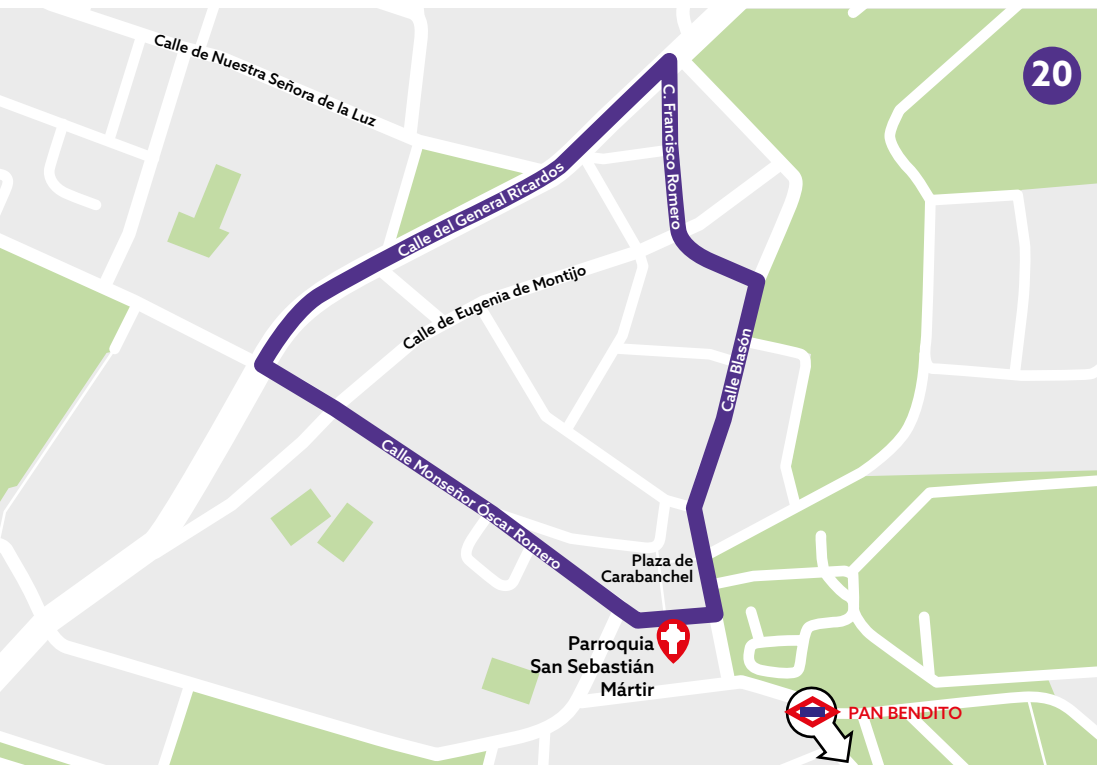 Calle de Nuestra Señora de la Luz
20
C. Francisco Romero
Calle del General Ricardos
Calle de Eugenia de Montijo
Calle Blasón
Calle Monseñor Óscar Romero
Plaza de
Carabanchel
Parroquia
San Sebastián
Mártir
PAN BENDITO